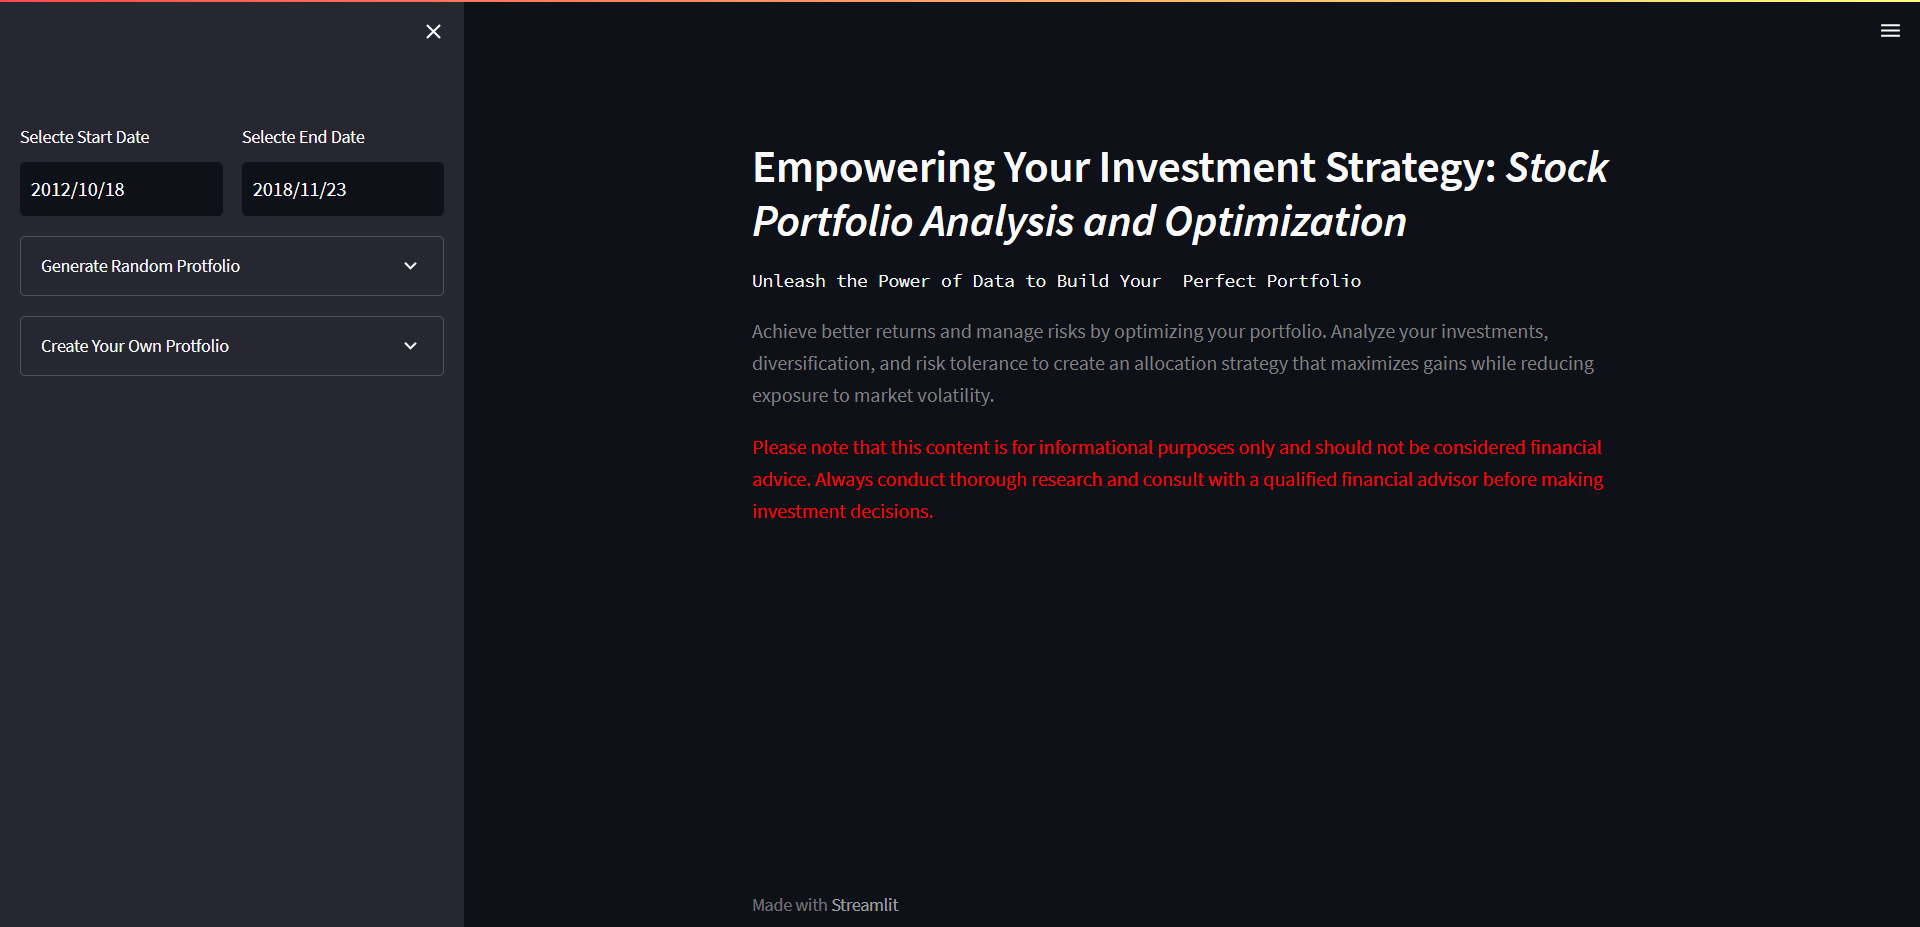 Selecte Start Date
Selecte End Date
2012/10/18
2018/11/23
Generate Random Protfolio
Create Your Own Protfolio
Empowering Your Investment Strategy: Stock
Portfolio Analysis and Optimization
Unleash the Power of Data to Build Your  Perfect Portfolio
Achieve better returns and manage risks by optimizing your portfolio. Analyze your investments,
diversification, and risk tolerance to create an allocation strategy that maximizes gains while reducing
exposure to market volatility.
Please note that this content is for informational purposes only and should not be considered financial
advice. Always conduct thorough research and consult with a qualified financial advisor before making
investment decisions.
Made with Streamlit